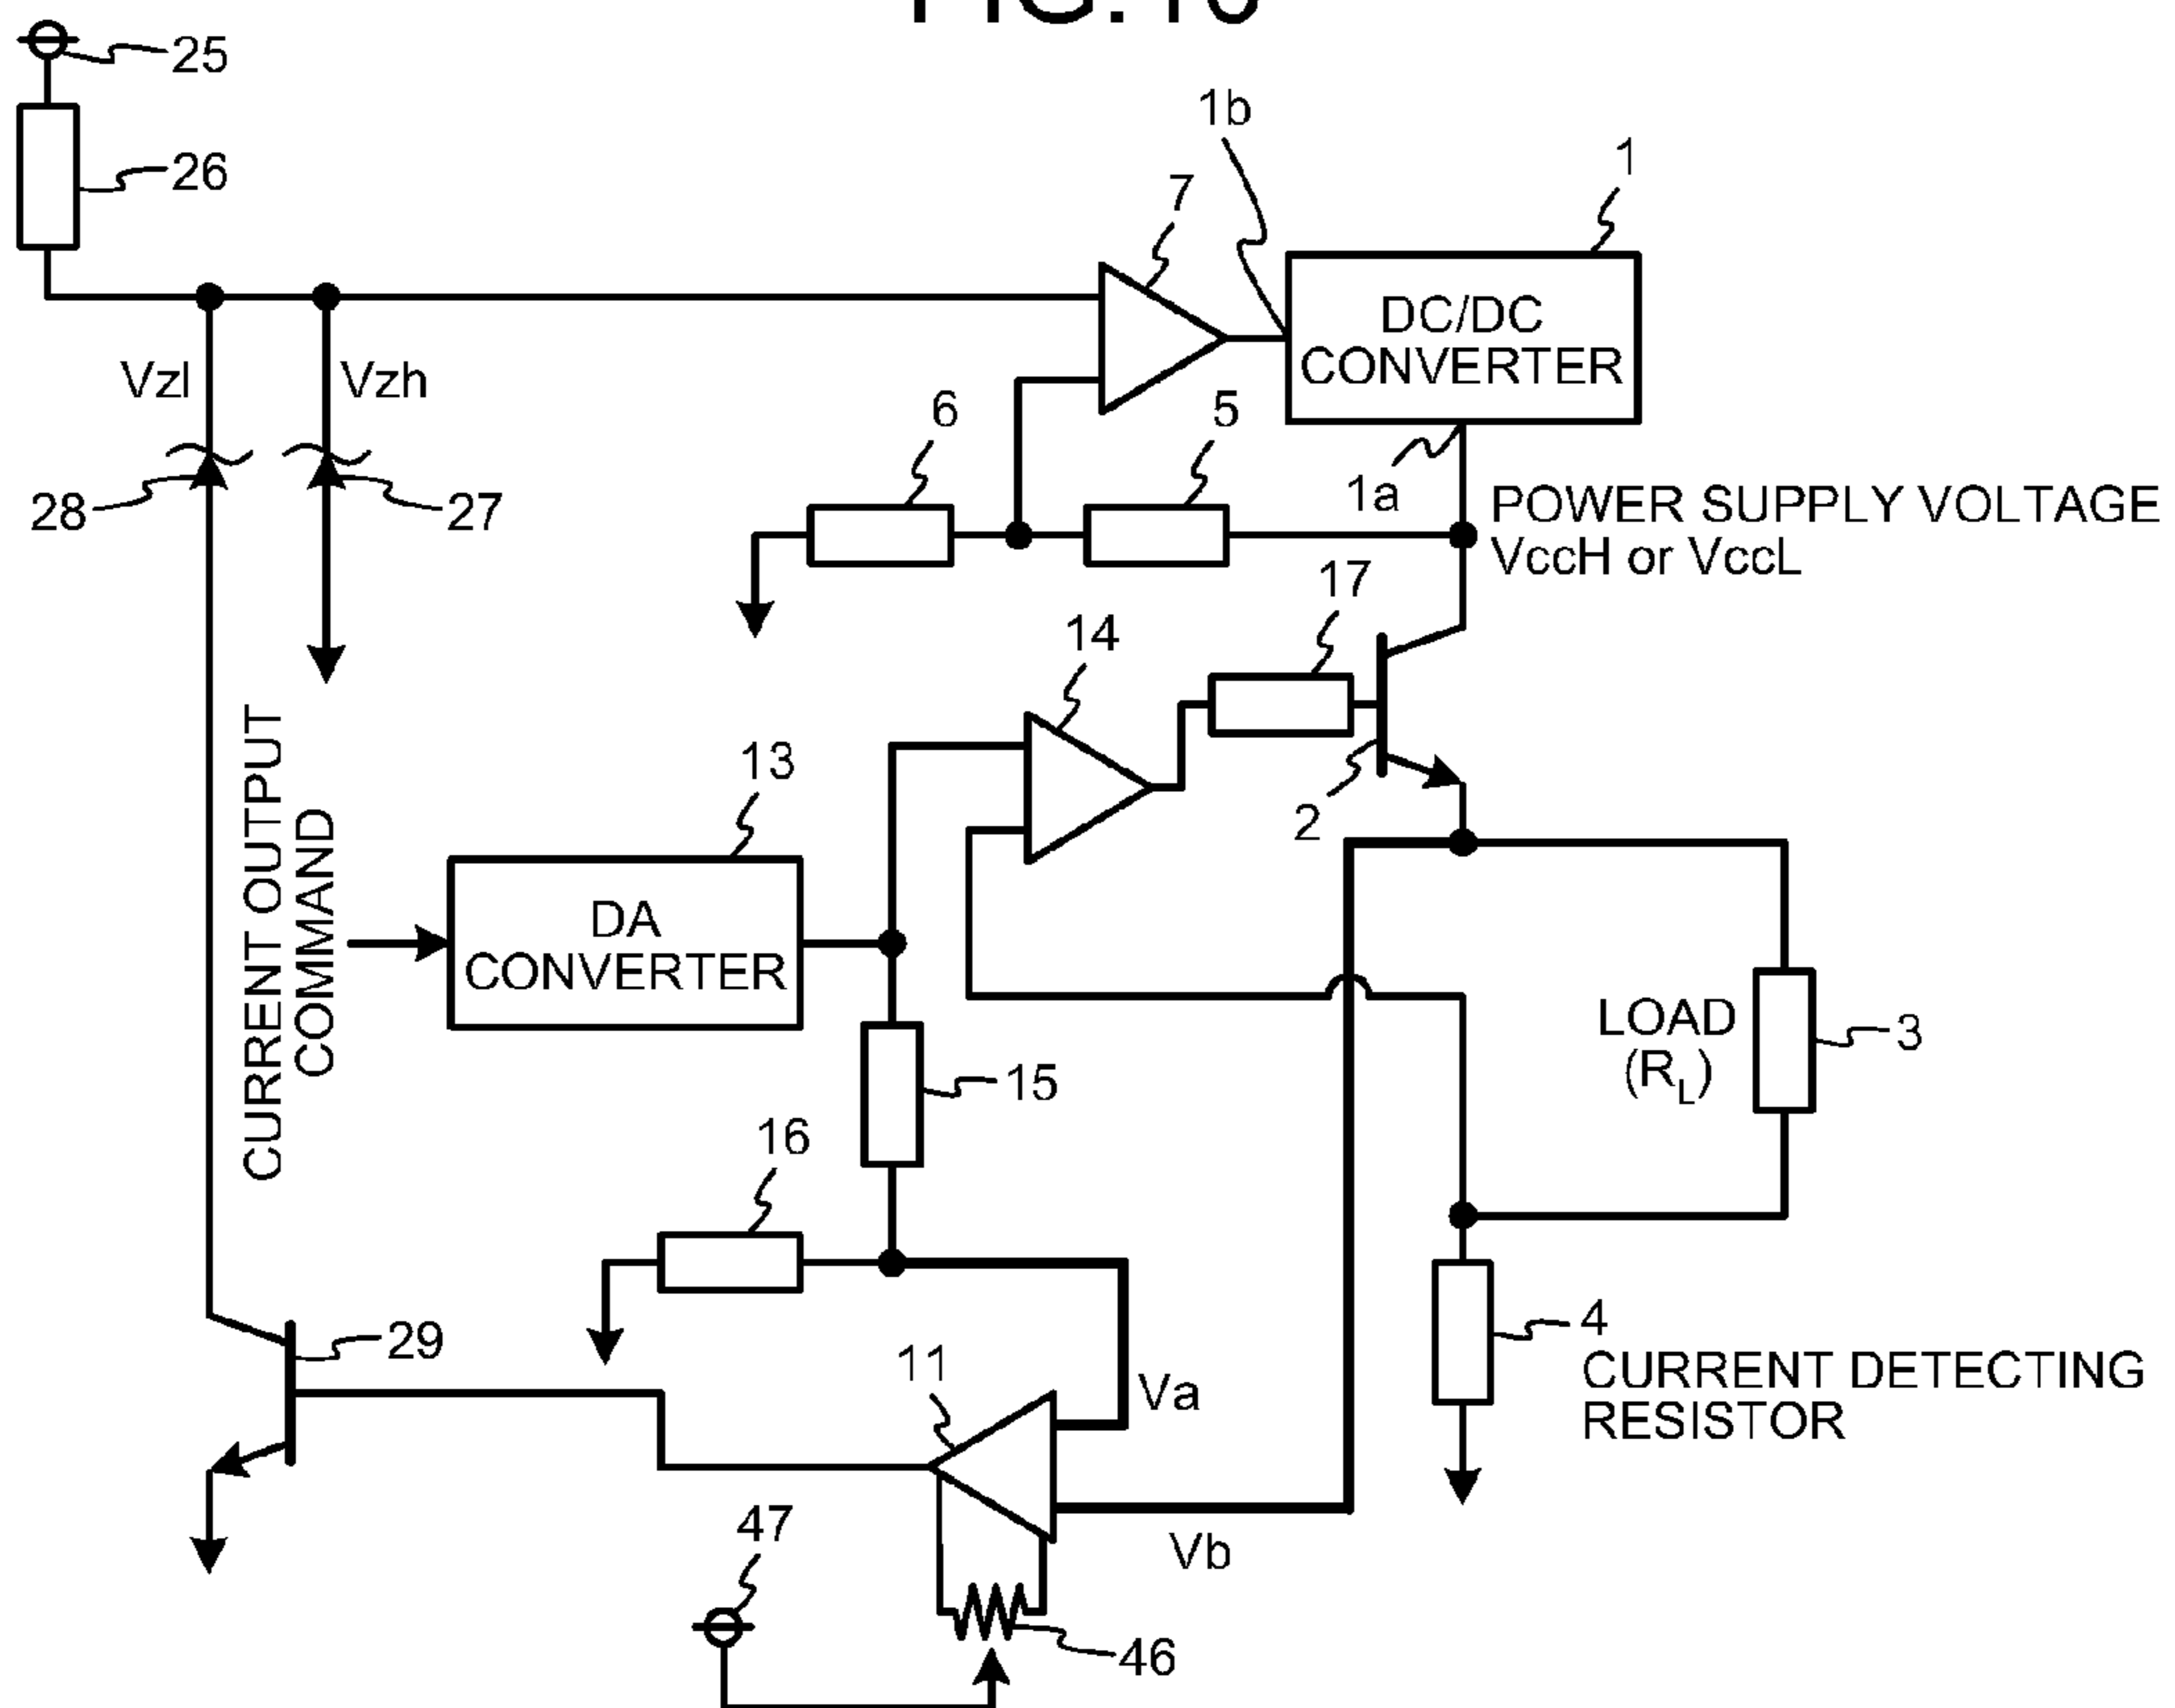 25
26
1b
1
7
DC/DC
CONVERTER
Vzl
Vzh
6
5
28
27
1a
POWER SUPPLY VOLTAGE
VccH or VccL
17
14
CURRENT OUTPUT
COMMAND
13
2
DA
CONVERTER
LOAD
(RL)
3
15
16
29
11
Va
4
CURRENT DETECTING
RESISTOR
47
Vb
46